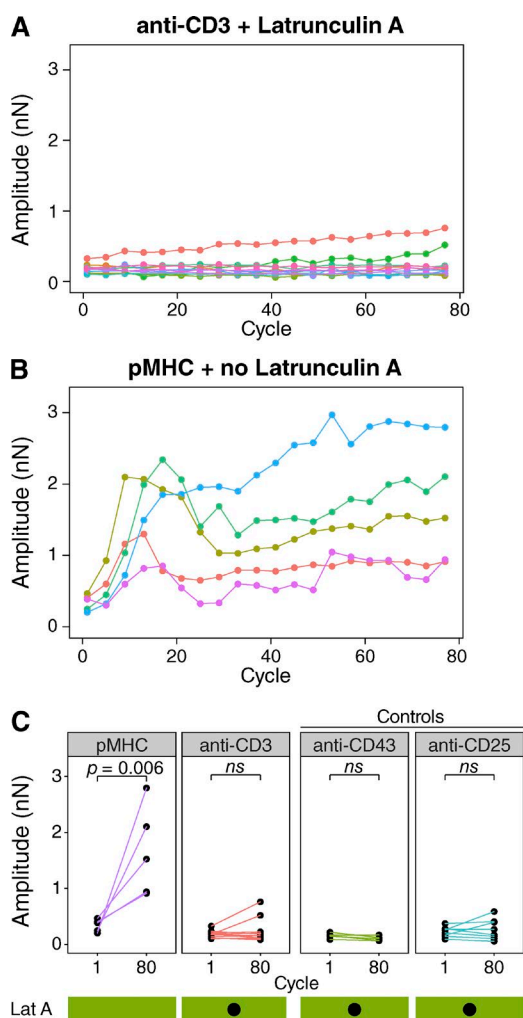 A
anti-CD3 + Latrunculin A
Amplitude (nN)
3
2
1
0
0 20 40 60 80
Cycle
B
pMHC + no Latrunculin A
Amplitude (nN)
3
2
1
0
0 20 40 60 80
Cycle
C
Controls
pMHC anti-CD3 anti-CD43 anti-CD25
p = 0.006 ns ns ns
Amplitude (nN)
3
2
1
0
1 80 1 80 1 80 1 80
Cycle
Lat A